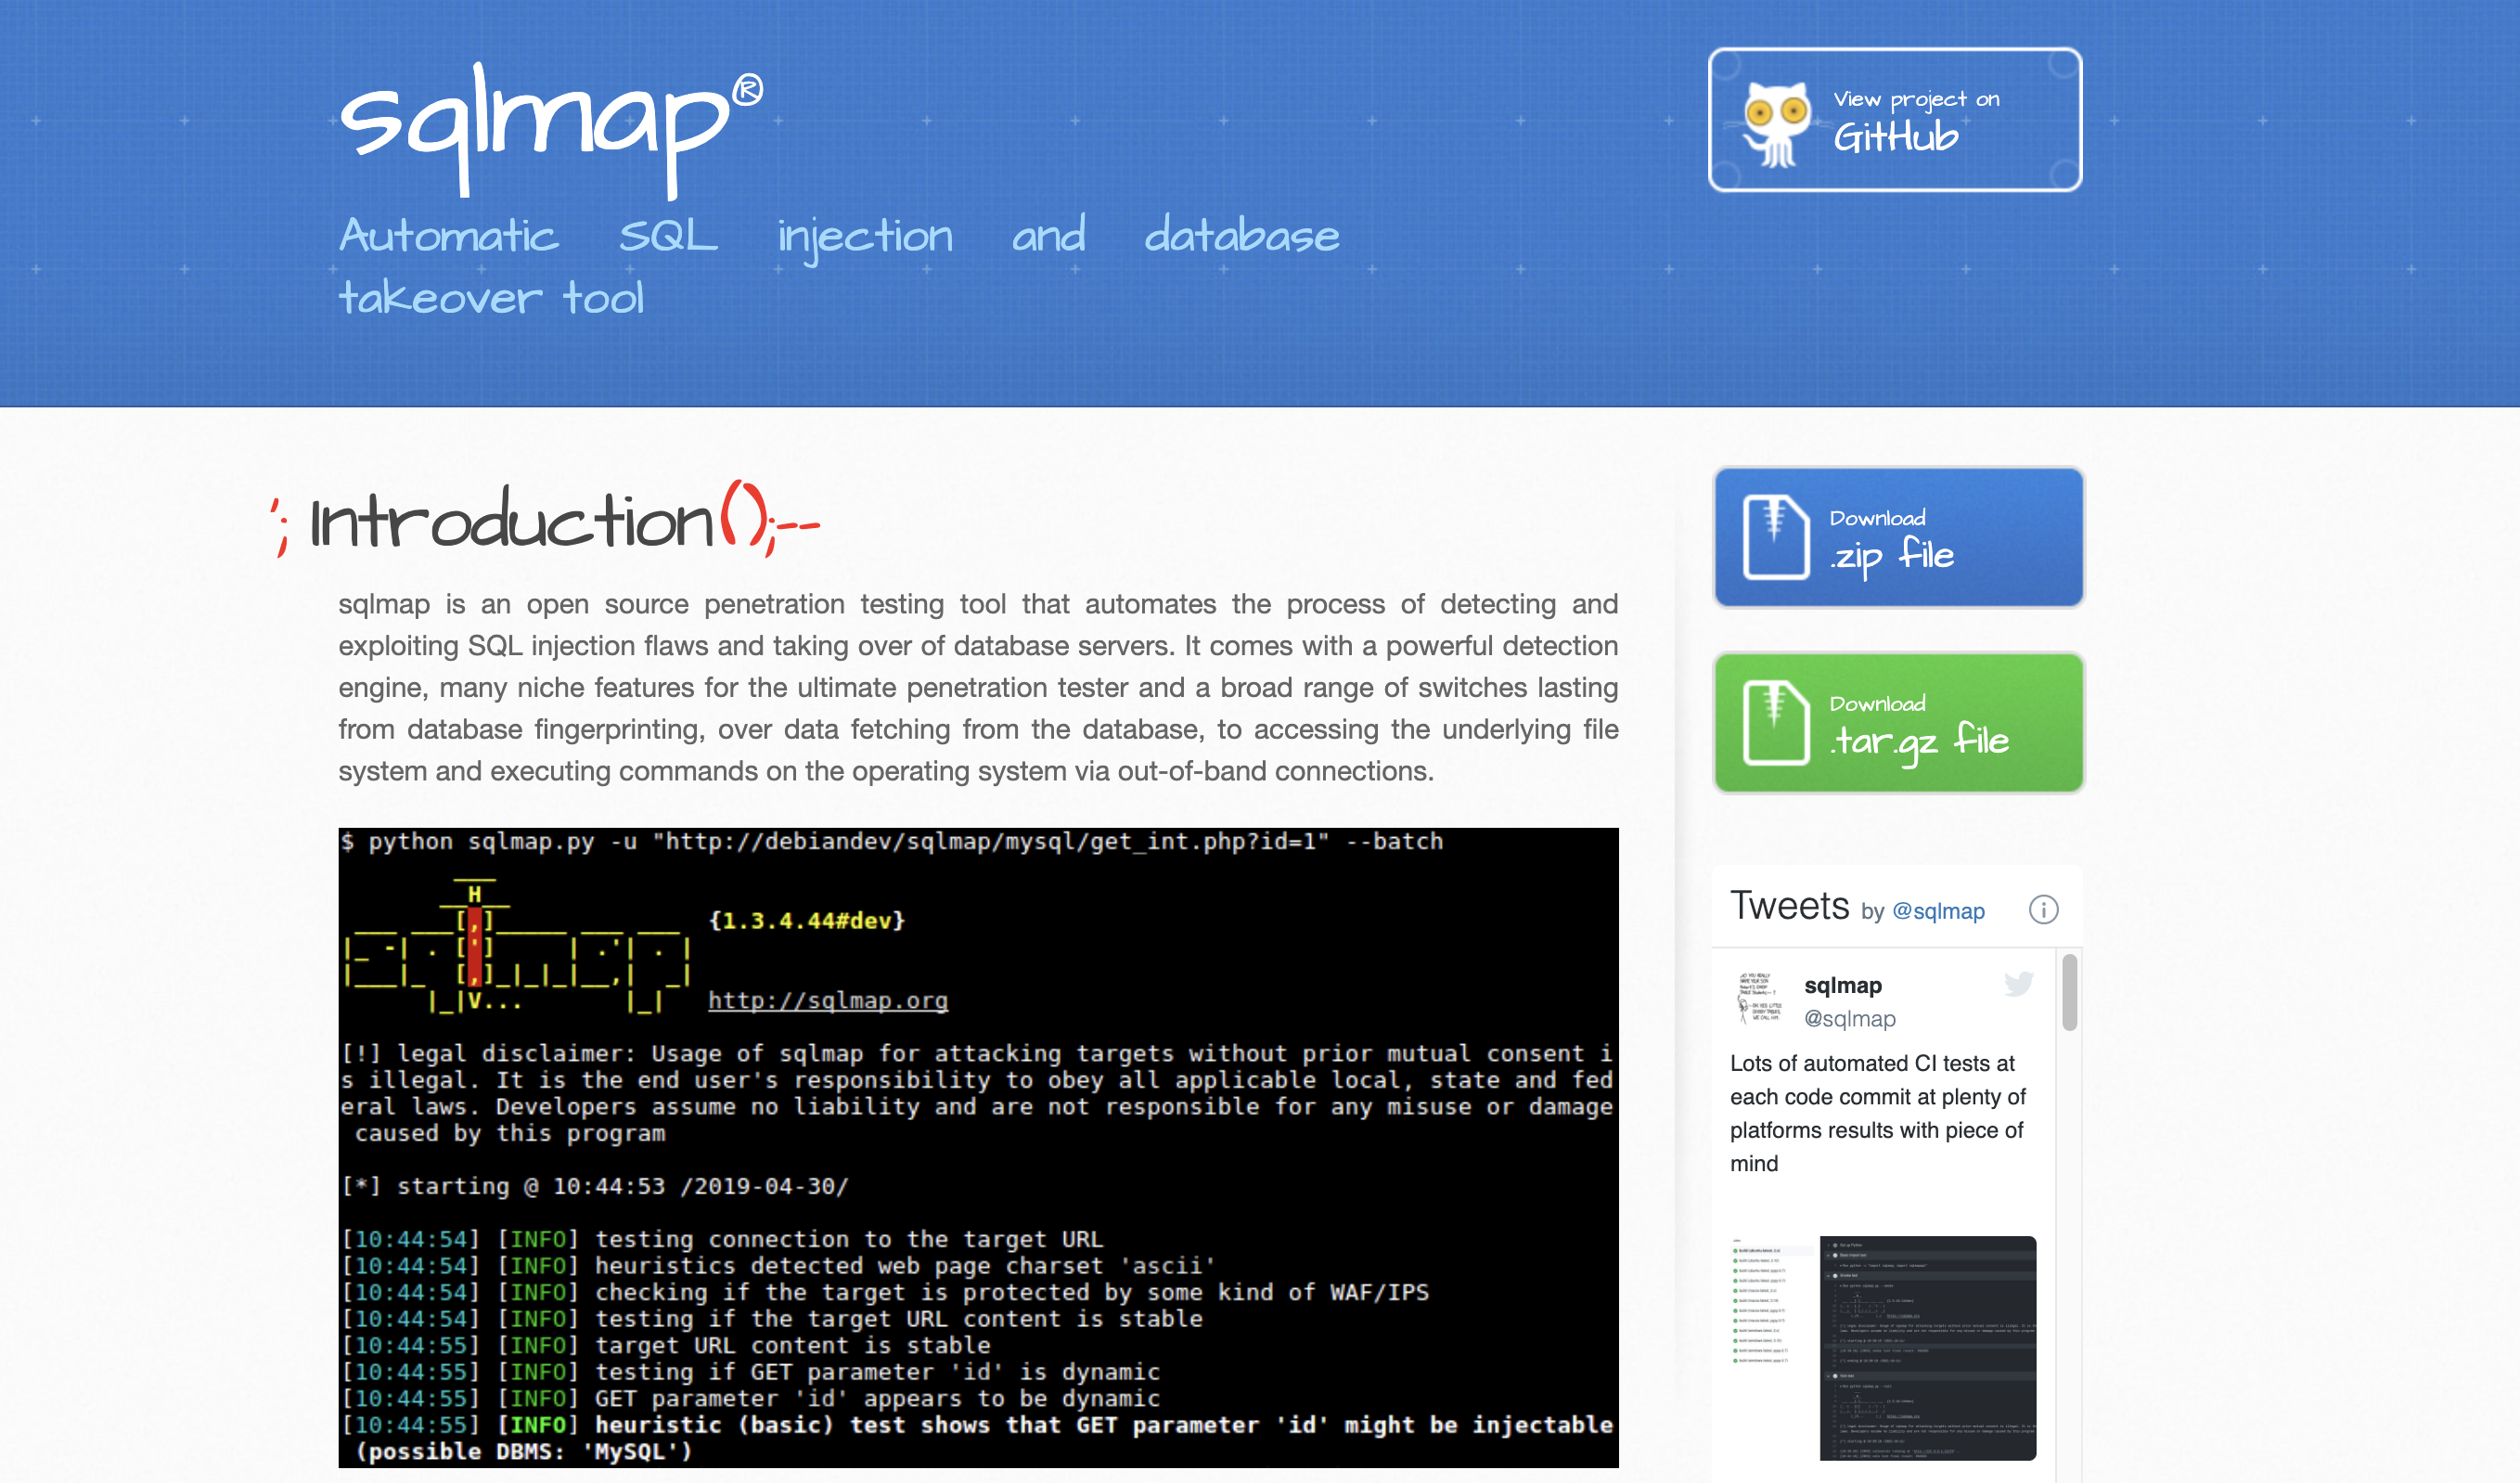 sqlmap®
Automatic SQL injection and database
takeover tool
View project on
GitHub
'; Introduction();--
sqlmap is an open source penetration testing tool that automates the process of detecting and
exploiting SQL injection flaws and taking over of database servers. It comes with a powerful detection
engine, many niche features for the ultimate penetration tester and a broad range of switches lasting
from database fingerprinting, over data fetching from the database, to accessing the underlying file
system and executing commands on the operating system via out-of-band connections.
$ python sqlmap.py -u "http://debiandev/sqlmap/mysql/get_int.php?id=1" --batch
{1.3.4.44#dev}
http://sqlmap.org
[!] legal disclaimer: Usage of sqlmap for attacking targets without prior mutual consent i
s illegal. It is the end user's responsibility to obey all applicable local, state and fed
eral laws. Developers assume no liability and are not responsible for any misuse or damage
caused by this program
[*] starting @ 10:44:53 /2019-04-30/
[10:44:54] [INFO] testing connection to the target URL
[10:44:54] [INFO] heuristics detected web page charset 'ascii'
[10:44:54] [INFO] checking if the target is protected by some kind of WAF/IPS
[10:44:54] [INFO] testing if the target URL content is stable
[10:44:55] [INFO] target URL content is stable
[10:44:55] [INFO] testing if GET parameter 'id' is dynamic
[10:44:55] [INFO] GET parameter 'id' appears to be dynamic
[10:44:55] [INFO] heuristic (basic) test shows that GET parameter 'id' might be injectable
(possible DBMS: 'MySQL')
Download
.zip file
Download
.tar.gz file
Tweets by @sqlmap
sqlmap
@sqlmap
Lots of automated CI tests at
each code commit at plenty of
platforms results with piece of
mind